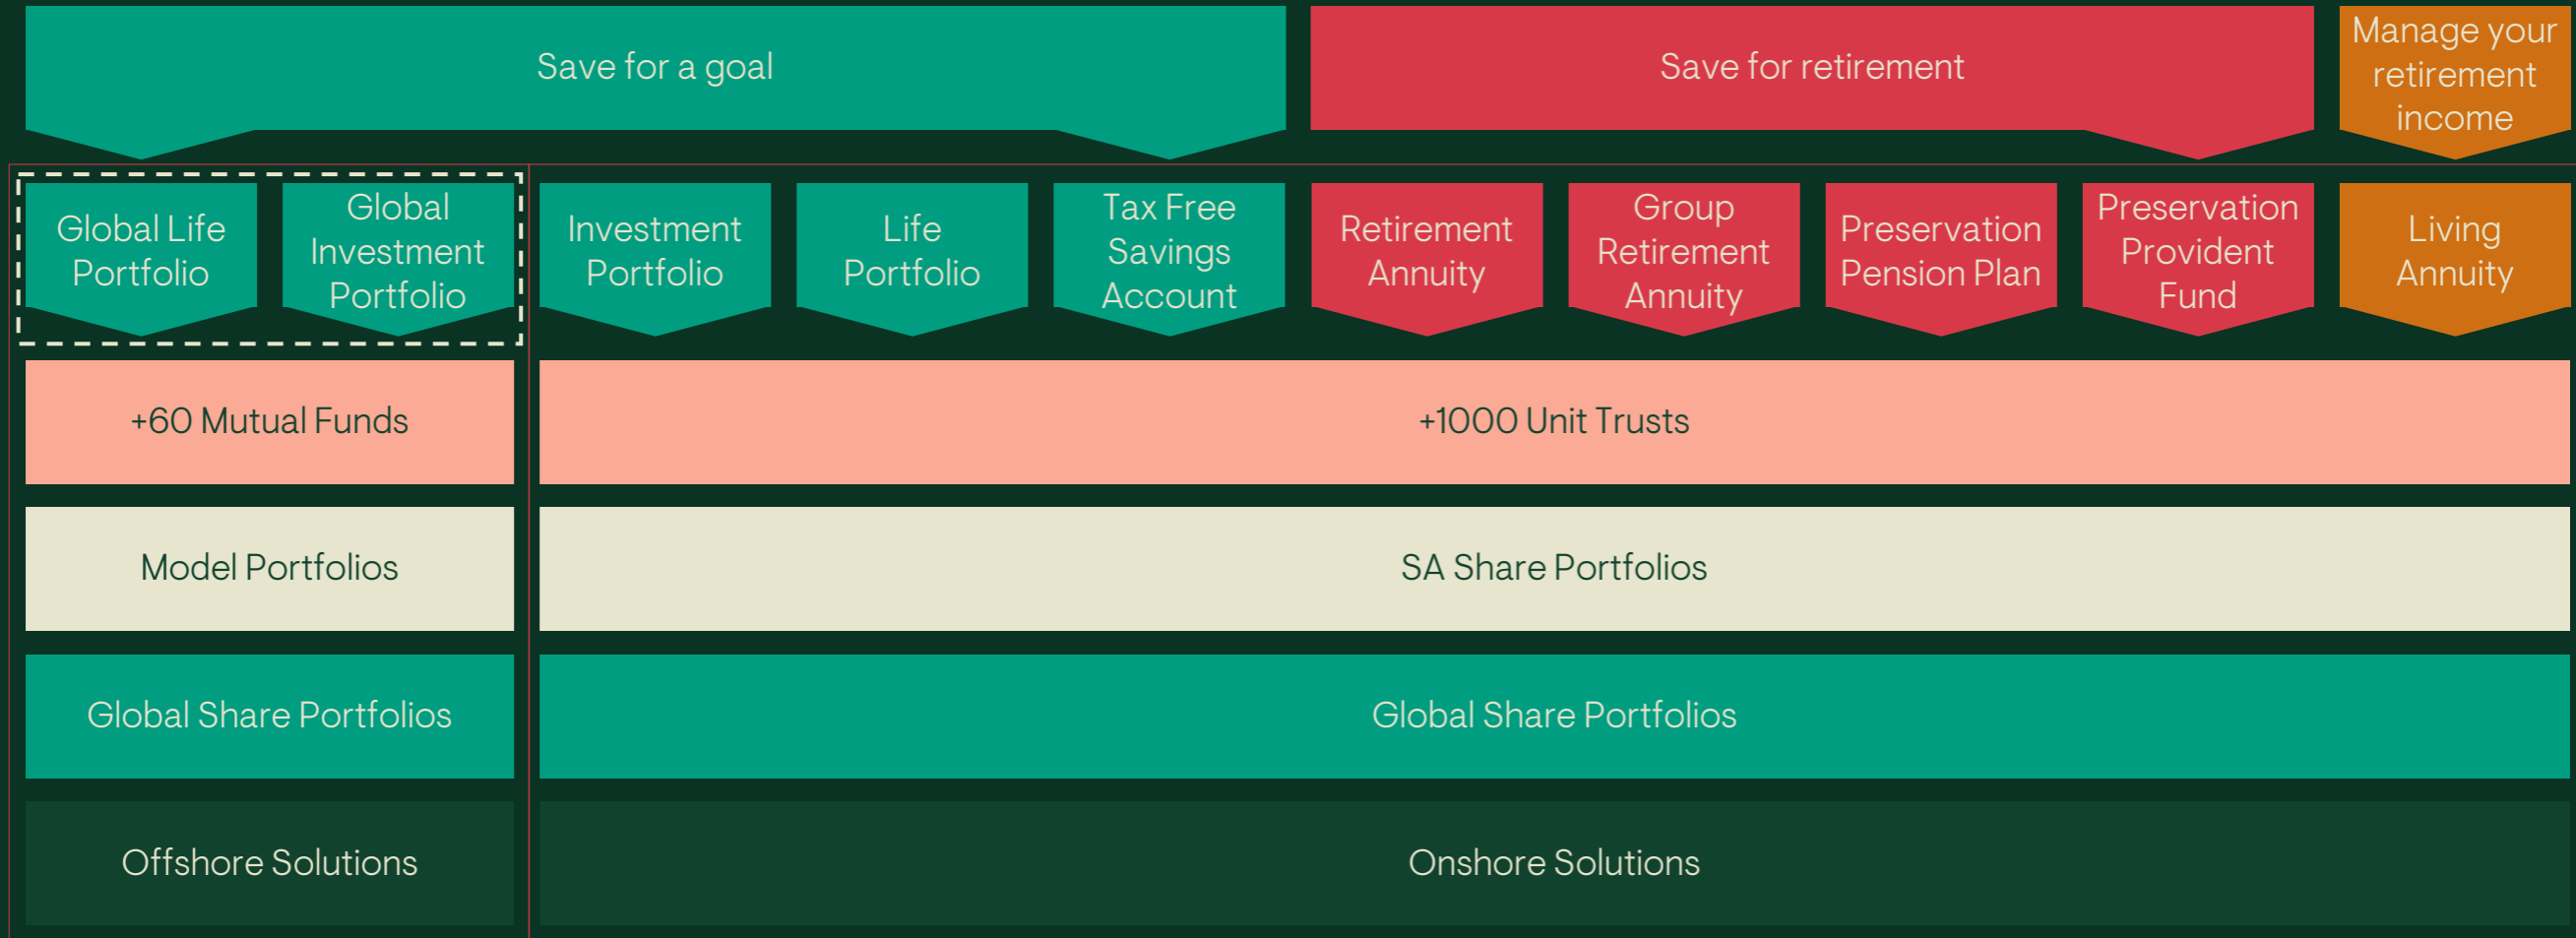 Save for a goal
Save for retirement
Manage your
retirement
income
Global Life
Portfolio
Global
Investment
Portfolio
Investment
Portfolio
Life
Portfolio
Tax Free
Savings
Account
Retirement
Annuity
Group
Retirement
Annuity
Preservation
Pension Plan
Preservation
Provident
Fund
Living
Annuity
+60 Mutual Funds
+1000 Unit Trusts
Model Portfolios
SA Share Portfolios
Global Share Portfolios
Global Share Portfolios
Offshore Solutions
Onshore Solutions